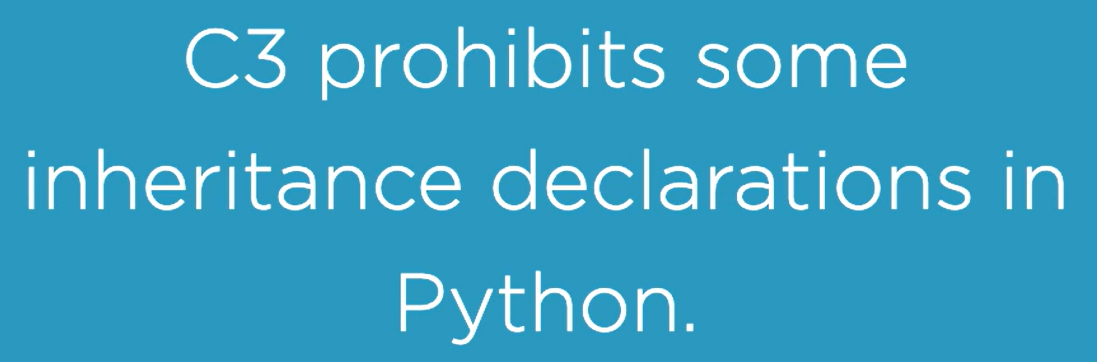 C3 prohibits some
inheritance declarations in
Python.